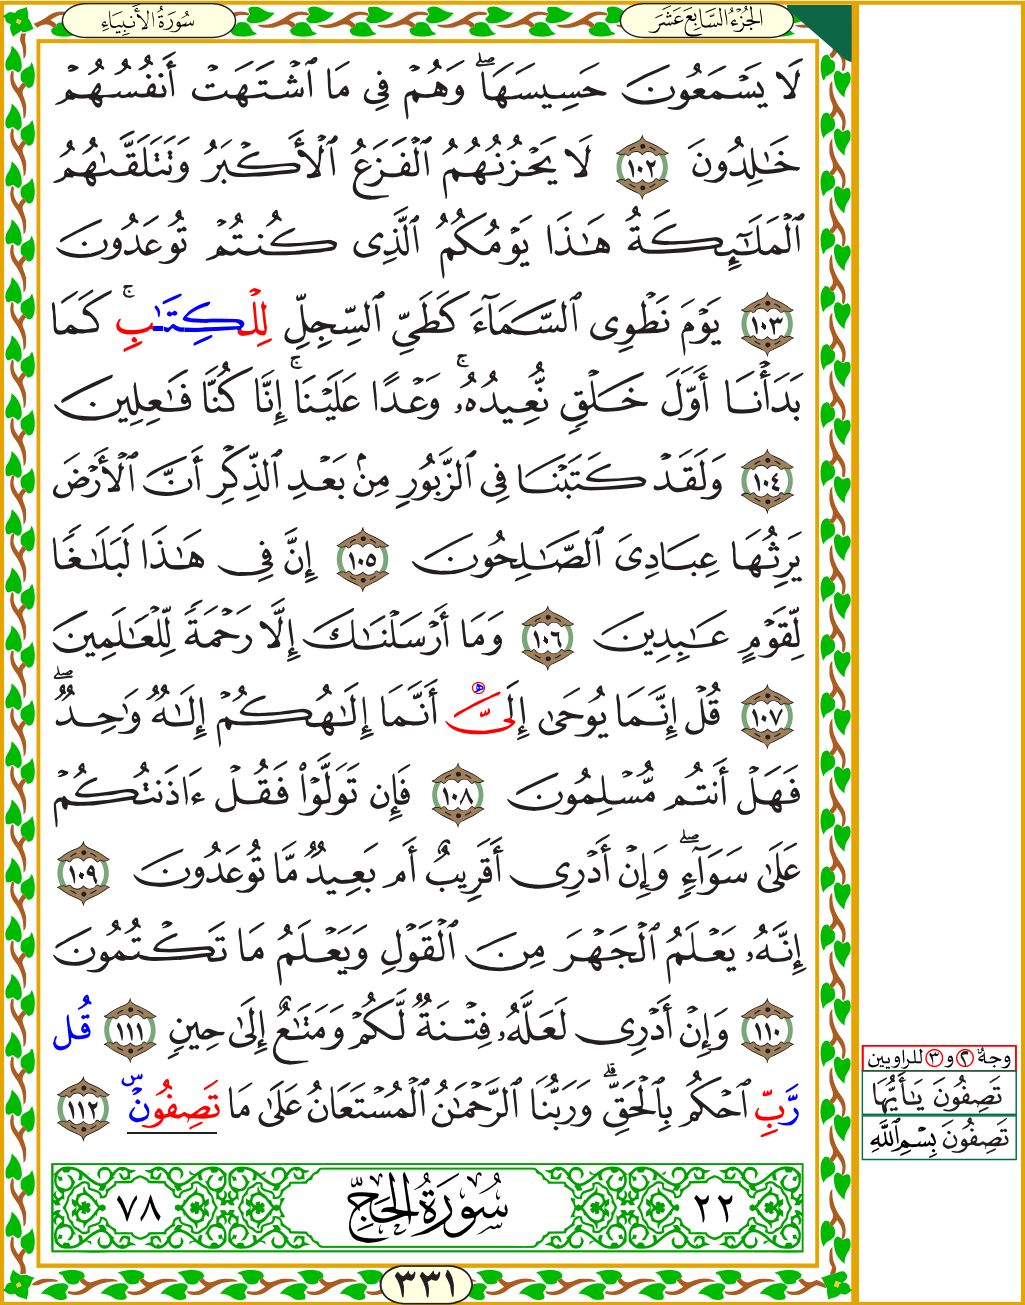 سُورَةُ الأَنبِيَاءِ
الجُزْءُ السَّابِعَ عَشَرَ
لَا يَسْمَعُونَ حَسِيسَهَاۖ وَهُمْ فِي مَا ٱشْتَهَتْ أَنفُسُهُمْ
خَٰلِدُونَ ١٠٢ لَا يَحْزُنُهُمُ ٱلْفَزَعُ ٱلْأَكْبَرُ وَتَتَلَقَّىٰهُمُ
ٱلْمَلَٰٓئِكَةُ هَٰذَا يَوْمُكُمُ ٱلَّذِى كُنتُمْ تُوعَدُونَ
١٠٣ يَوْمَ نَطْوِى ٱلسَّمَآءَ كَطَىِّ ٱلسِّجِلِّ لِلْكِتَٰبِۚ كَمَا
بَدَأْنَا أَوَّلَ خَلْقٍ نُّعِيدُهُۥۚ وَعْدًا عَلَيْنَاۚ إِنَّا كُنَّا فَٰعِلِينَ
١٠٤ وَلَقَدْ كَتَبْنَا فِى ٱلزَّبُورِ مِنۢ بَعْدِ ٱلذِّكْرِ أَنَّ ٱلْأَرْضَ
يَرِثُهَا عِبَادِىَ ٱلصَّٰلِحُونَ ١٠٥ إِنَّ فِى هَٰذَا لَبَلَٰغًا
لِّقَوْمٍ عَٰبِدِينَ ١٠٦ وَمَا أَرْسَلْنَٰكَ إِلَّا رَحْمَةً لِّلْعَٰلَمِينَ
١٠٧ قُلْ إِنَّمَا يُوحَىٰ إِلَىَّ أَنَّمَا إِلَٰهُكُمْ إِلَٰهٌ وَٰحِدٌۖ
فَهَلْ أَنتُم مُّسْلِمُونَ ١٠٨ فَإِن تَوَلَّوْا۟ فَقُلْ ءَاذَنتُكُمْ
عَلَىٰ سَوَآءٍۖ وَإِنْ أَدْرِى أَقَرِيبٌ أَم بَعِيدٌ مَّا تُوعَدُونَ ١٠٩
إِنَّهُۥ يَعْلَمُ ٱلْجَهْرَ مِنَ ٱلْقَوْلِ وَيَعْلَمُ مَا تَكْتُمُونَ
١١٠ وَإِنْ أَدْرِى لَعَلَّهُۥ فِتْنَةٌ لَّكُمْ وَمَتَٰعٌ إِلَىٰ حِينٍ ١١١ قُل
رَّبِّ ٱحْكُم بِٱلْحَقِّۗ وَرَبُّنَا ٱلرَّحْمَٰنُ ٱلْمُسْتَعَانُ عَلَىٰ مَا تَصِفُونَ ١١٢
وجهُ ٢ و ٣ للراويين
تَصِفُونَ يَٰأَيُّهَا
تَصِفُونَ بِسْمِ ٱللَّهِ
٢٢ سُورَةُ الحَجِّ ٧٨
٣٣١